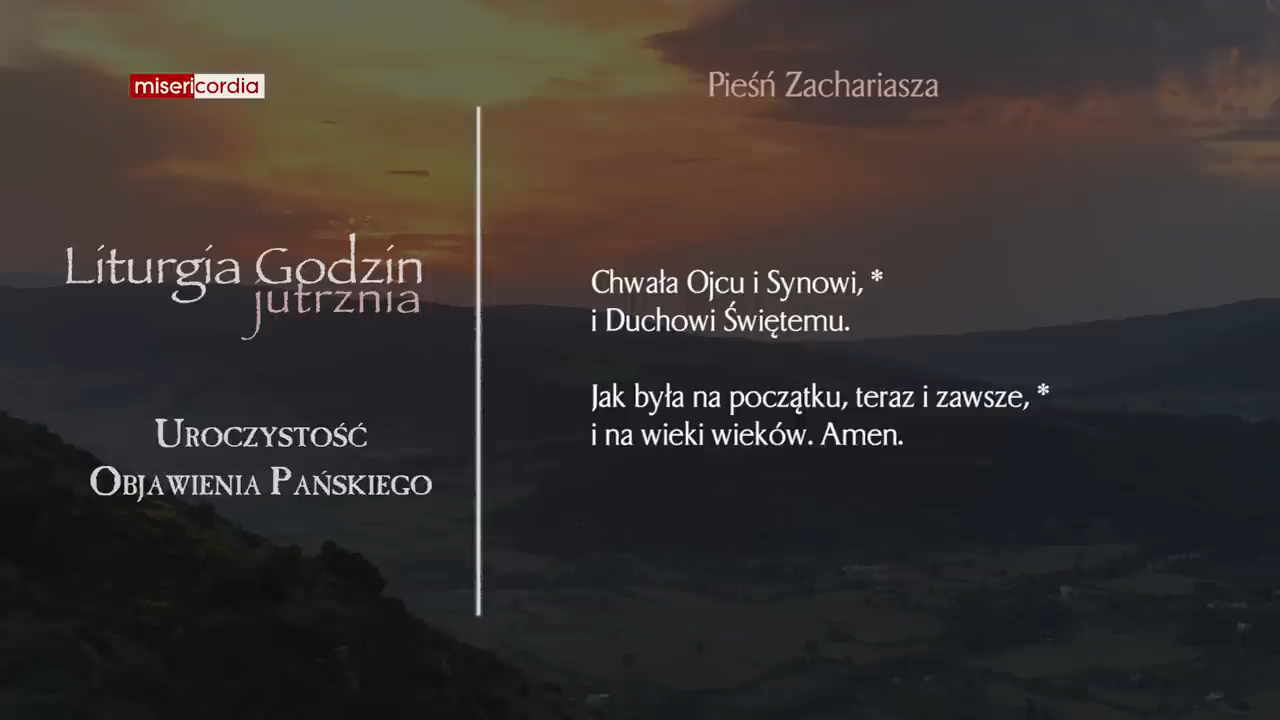 misericordia
Pieśń Zachariasza
Liturgia Godzin
jutrznia
Uroczystość
Objawienia Pańskiego
Chwała Ojcu i Synowi, *
i Duchowi Świętemu.
Jak była na początku, teraz i zawsze, *
i na wieki wieków. Amen.